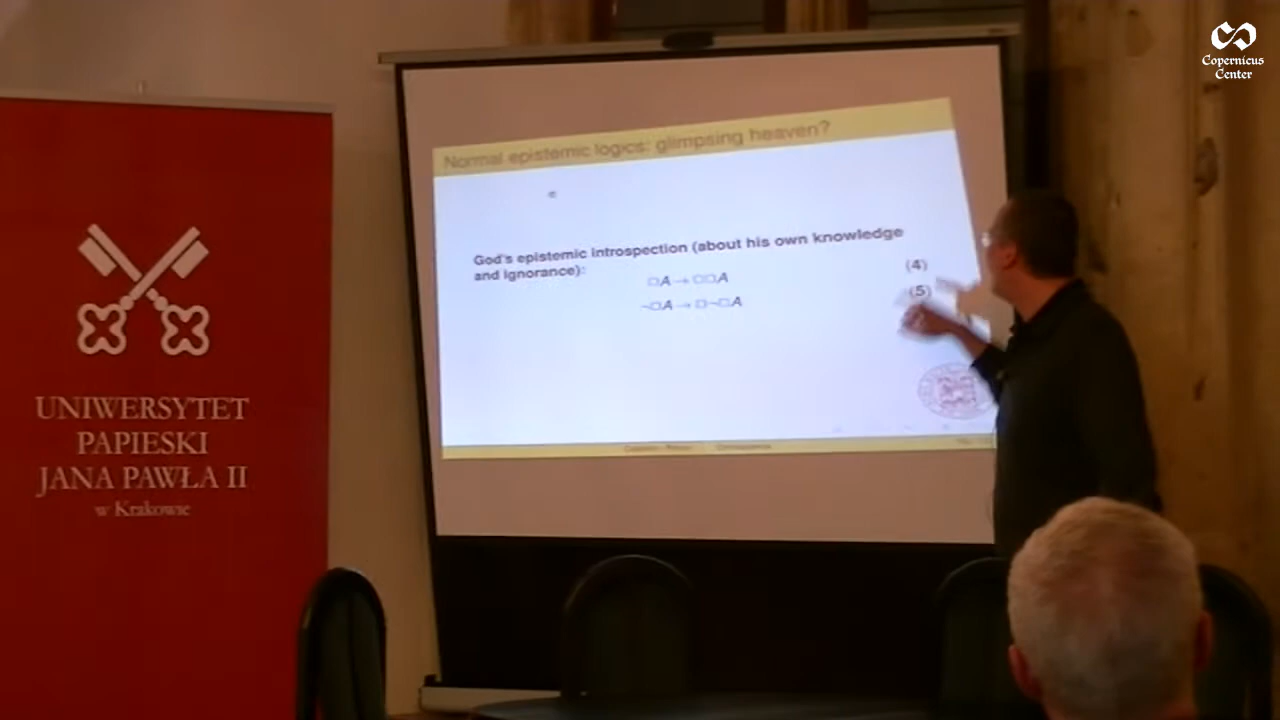 Copernicus
Center
Normal epistemic logics: glimpsing heaven?
God's epistemic introspection (about his own knowledge
and ignorance):
□A → □□A (4)
¬□A → □¬□A (5)
UNIWERSYTET
PAPIESKI
JANA PAWŁA II
w Krakowie